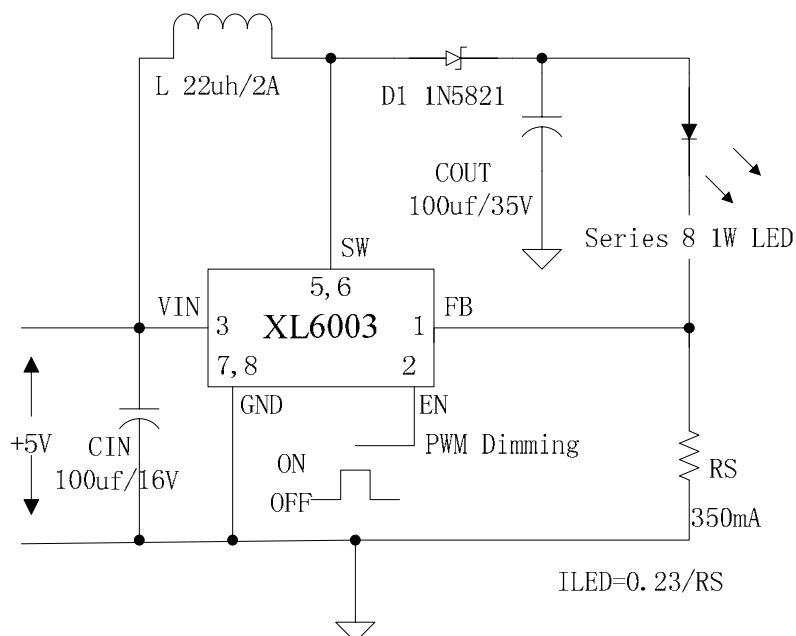 L 22uh/2A
D1 1N5821
COUT
100uf/35V
Series 8 1W LED
SW
5,6
VIN
3
XL6003
1
FB
7,8
2
GND
EN
+5V
CIN
100uf/16V
PWM Dimming
ON
OFF
RS
350mA
ILED=0.23/RS